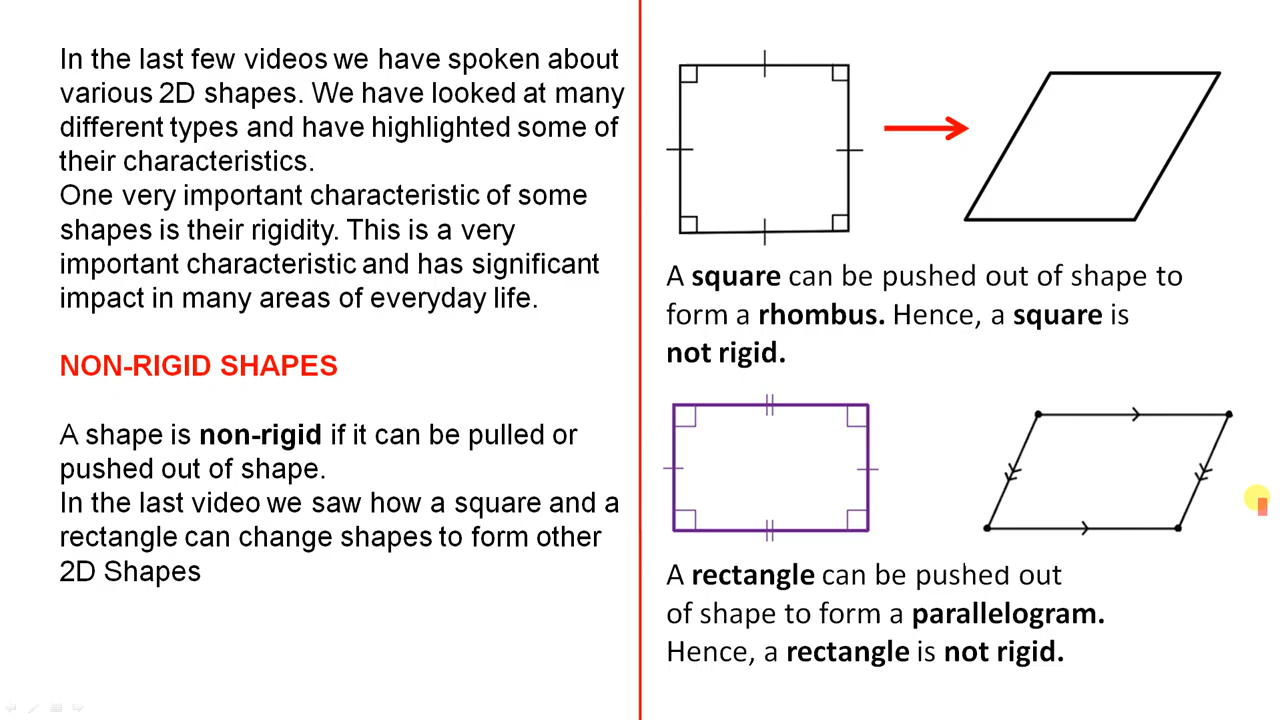 In the last few videos we have spoken about
various 2D shapes. We have looked at many
different types and have highlighted some of
their characteristics.
One very important characteristic of some
shapes is their rigidity. This is a very
important characteristic and has significant
impact in many areas of everyday life.
NON-RIGID SHAPES
A shape is non-rigid if it can be pulled or
pushed out of shape.
In the last video we saw how a square and a
rectangle can change shapes to form other
2D Shapes
A square can be pushed out of shape to
form a rhombus. Hence, a square is
not rigid.
A rectangle can be pushed out
of shape to form a parallelogram.
Hence, a rectangle is not rigid.